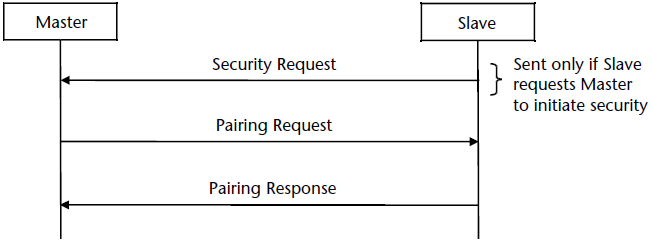 Master
Slave
Security Request
Sent only if Slave
requests Master
to initiate security
Pairing Request
Pairing Response